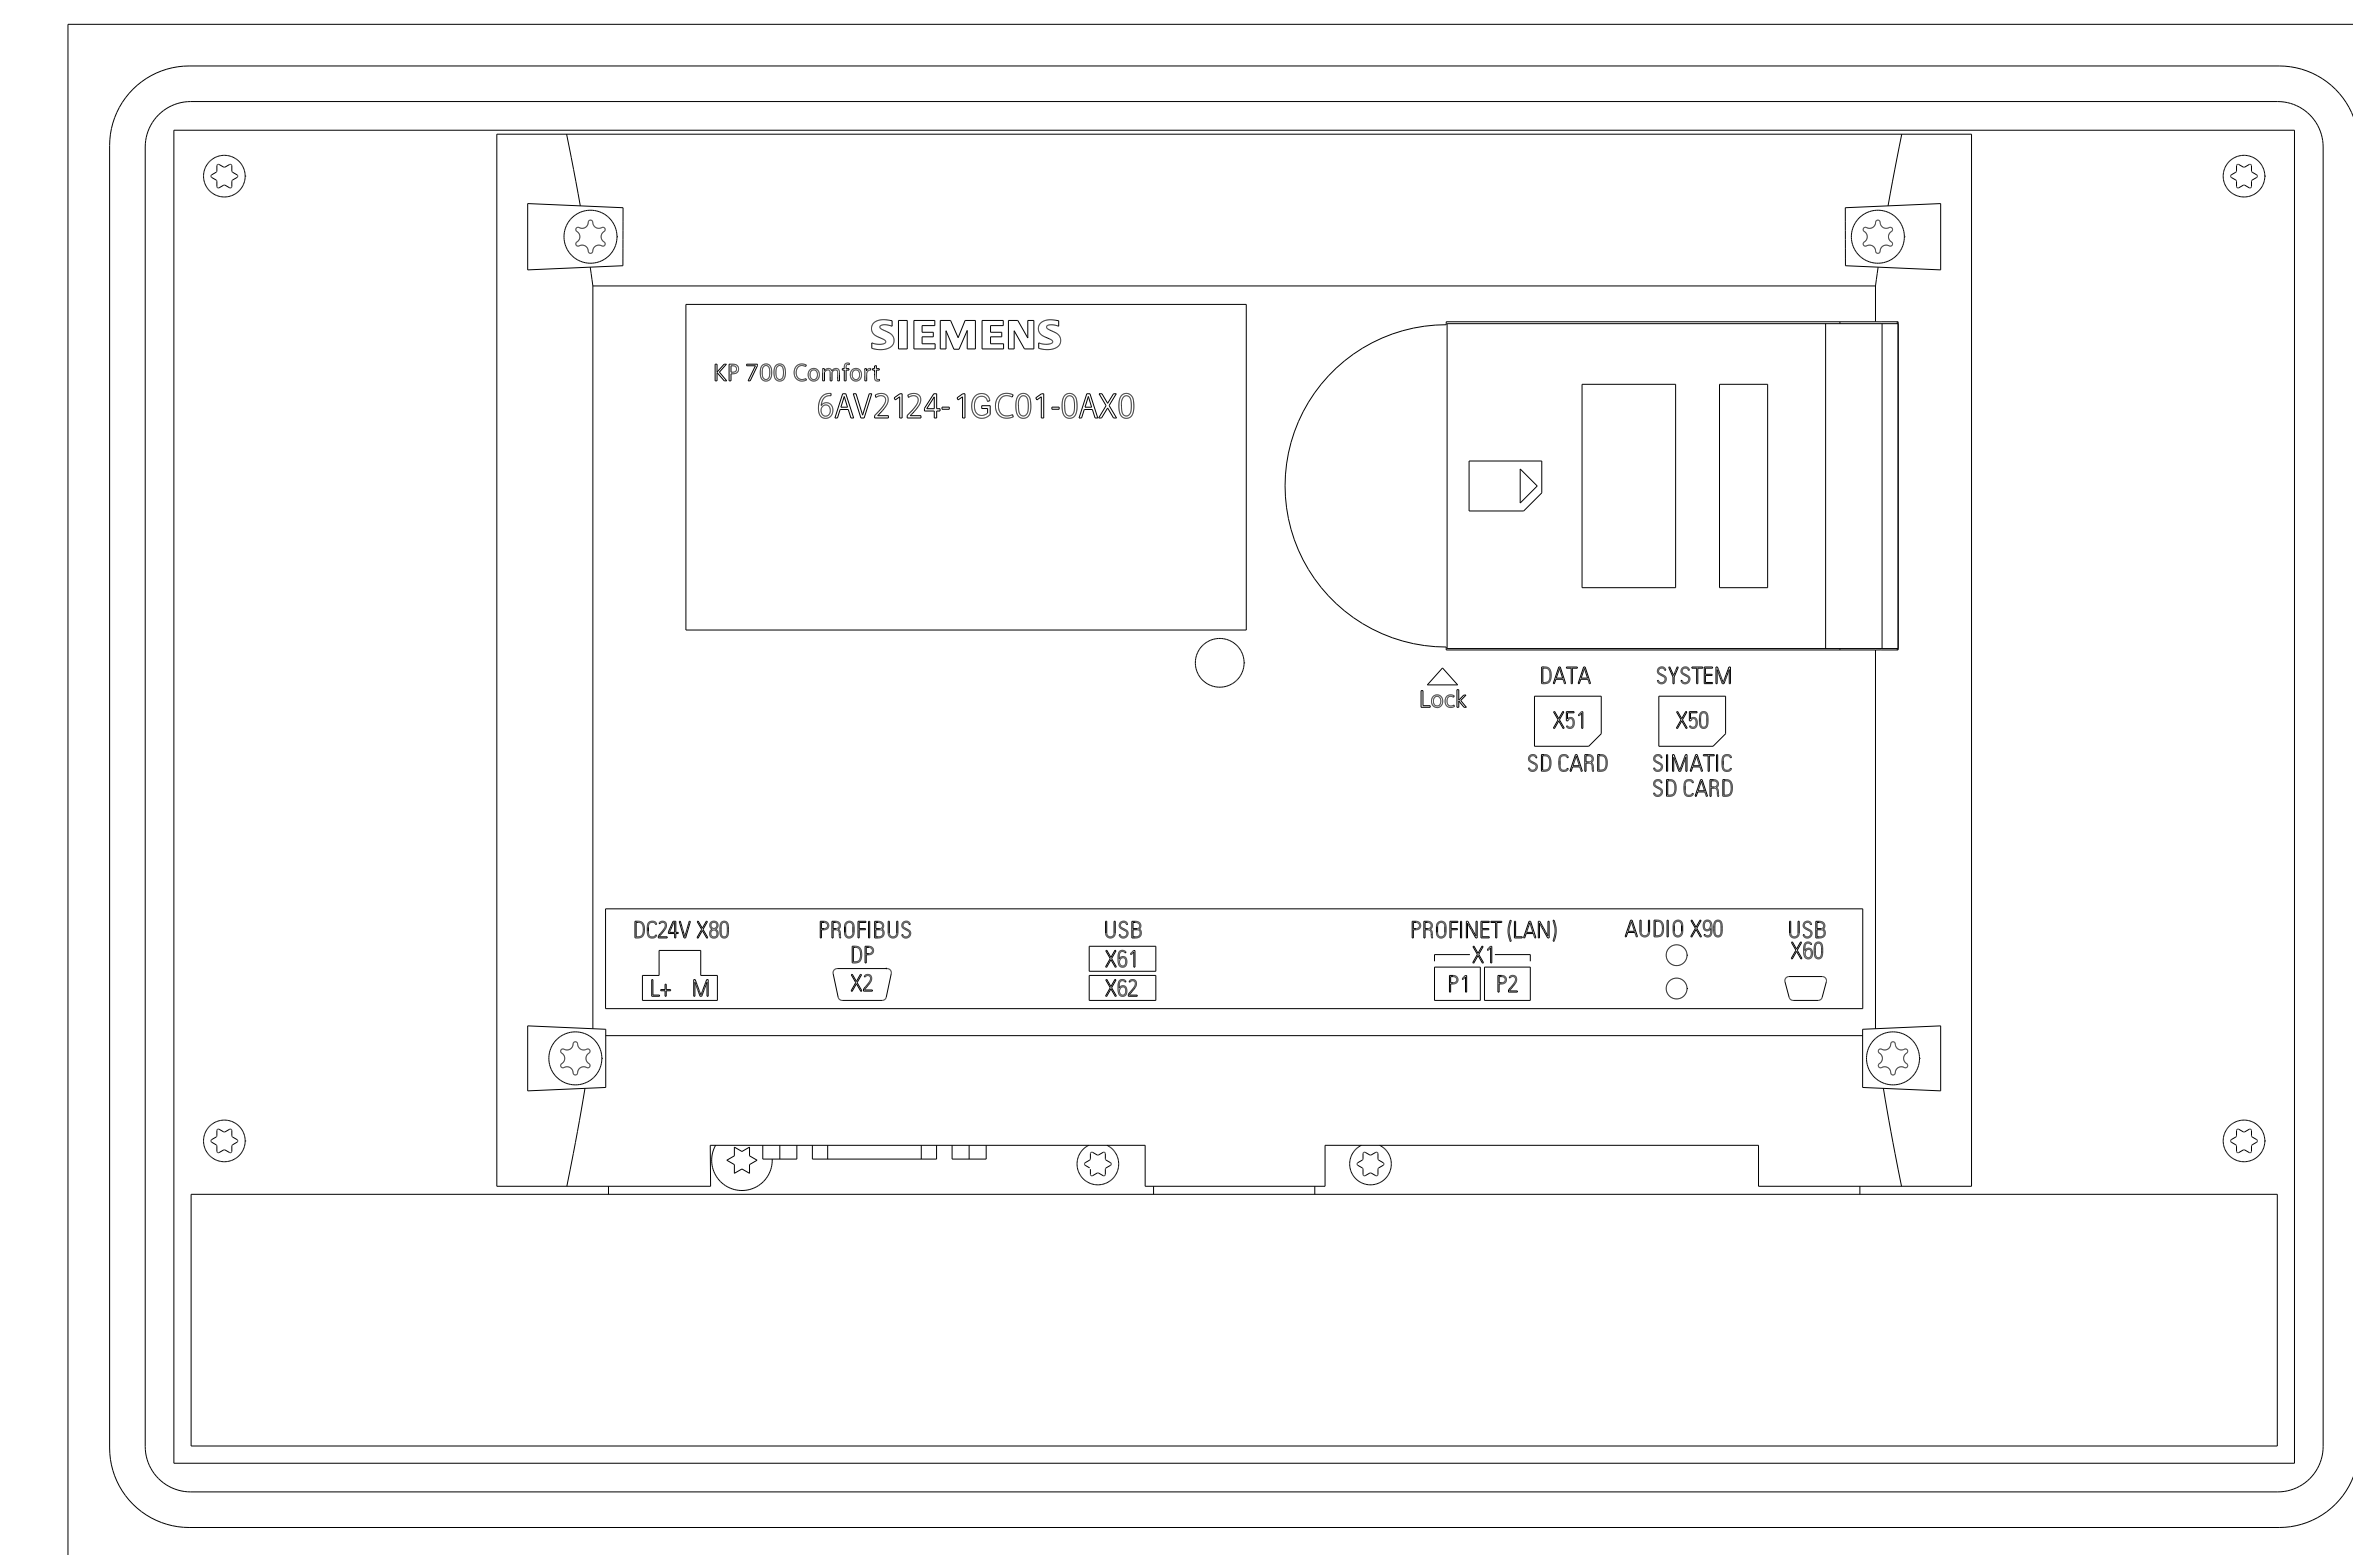 SIEMENS
KP 700 Comfort
6AV2124-1GC01-0AX0
Lock
DATA
X51
SD CARD
SYSTEM
X50
SIMATIC
SD CARD
DC24V X80
L+ M
PROFIBUS
DP
X2
USB
X61
X62
PROFINET (LAN)
X1
P1 P2
AUDIO X90
USB
X60